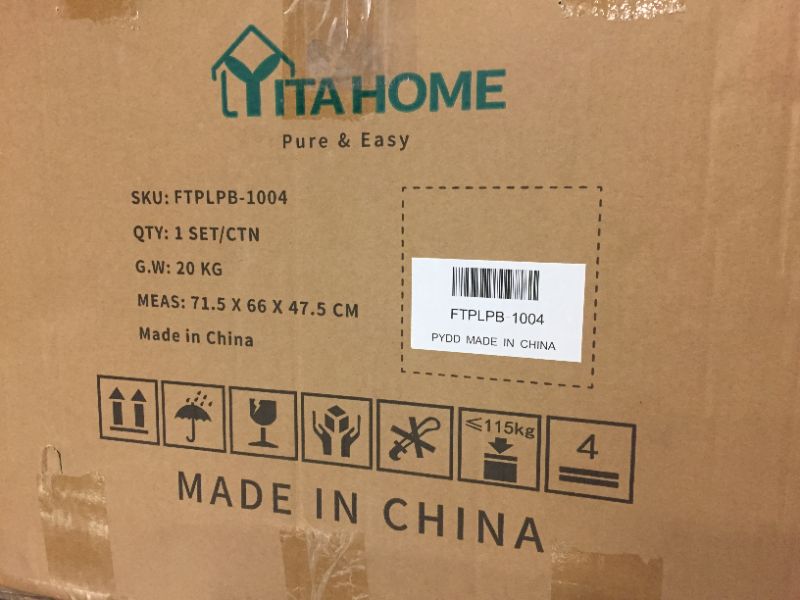 YITAHOME
Pure & Easy
SKU: FTPLPB-1004
QTY: 1 SET/CTN
G.W: 20 KG
MEAS: 71.5 X 66 X 47.5 CM
Made in China
FTPLPB-1004
PYDD MADE IN CHINA
≤115kg
4
MADE IN CHINA